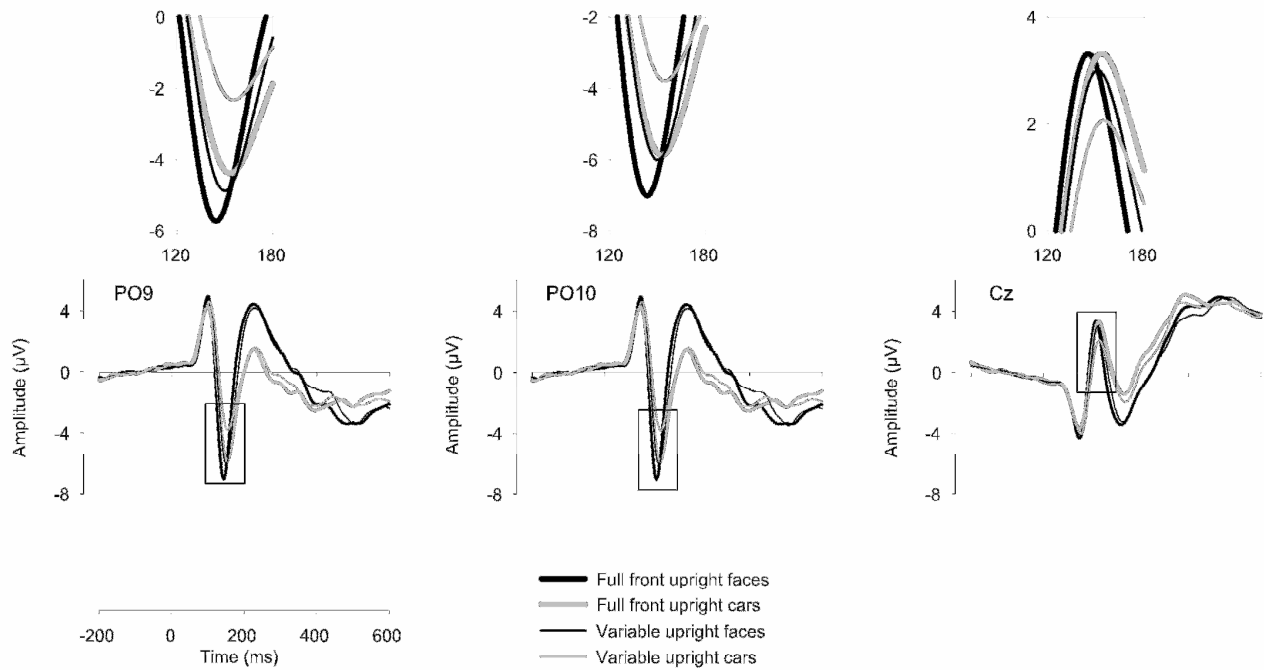 0
-2
-4
-6
120 180
-2
-4
-6
-8
120 180
4
2
0
120 180
PO9
4
0
-4
-8
Amplitude (µV)
PO10
4
0
-4
-8
Amplitude (µV)
Cz
4
0
-4
-8
Amplitude (µV)
-200 0 200 400 600
Time (ms)
Full front upright faces
Full front upright cars
Variable upright faces
Variable upright cars